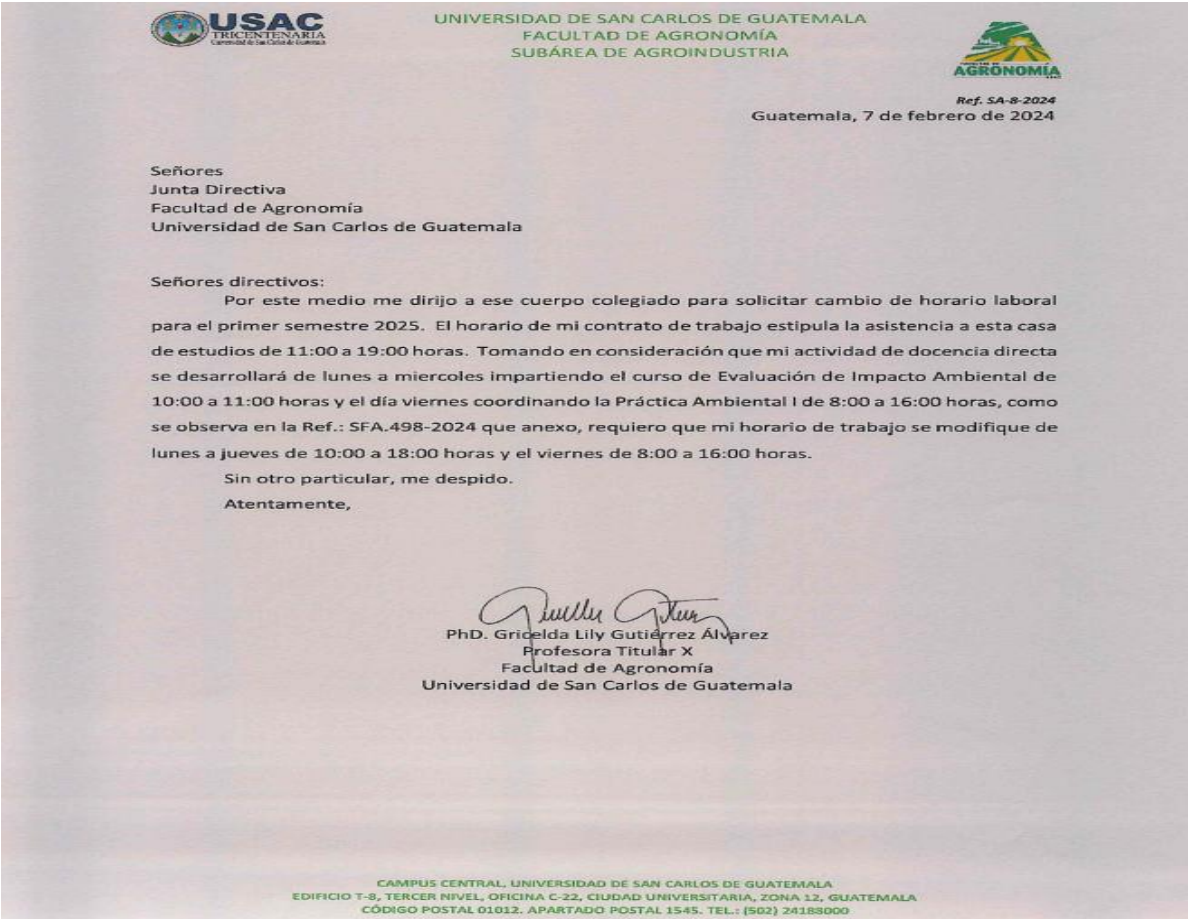 USAC
TRICENTENARIA
Universidad de San Carlos de Guatemala
UNIVERSIDAD DE SAN CARLOS DE GUATEMALA
FACULTAD DE AGRONOMÍA
SUBÁREA DE AGROINDUSTRIA
FACULTAD DE
AGRONOMÍA
Ref. SA-8-2024
Guatemala, 7 de febrero de 2024
Señores
Junta Directiva
Facultad de Agronomía
Universidad de San Carlos de Guatemala
Señores directivos:
Por este medio me dirijo a ese cuerpo colegiado para solicitar cambio de horario laboral
para el primer semestre 2025. El horario de mi contrato de trabajo estipula la asistencia a esta casa
de estudios de 11:00 a 19:00 horas. Tomando en consideración que mi actividad de docencia directa
se desarrollará de lunes a miercoles impartiendo el curso de Evaluación de Impacto Ambiental de
10:00 a 11:00 horas y el día viernes coordinando la Práctica Ambiental I de 8:00 a 16:00 horas, como
se observa en la Ref.: SFA.498-2024 que anexo, requiero que mi horario de trabajo se modifique de
lunes a jueves de 10:00 a 18:00 horas y el viernes de 8:00 a 16:00 horas.
Sin otro particular, me despido.
Atentamente,
PhD. Gricelda Lily Gutiérrez Álvarez
Profesora Titular X
Facultad de Agronomía
Universidad de San Carlos de Guatemala
CAMPUS CENTRAL, UNIVERSIDAD DE SAN CARLOS DE GUATEMALA
EDIFICIO T-8, TERCER NIVEL, OFICINA C-22, CIUDAD UNIVERSITARIA, ZONA 12, GUATEMALA
CÓDIGO POSTAL 01012. APARTADO POSTAL 1545. TEL.: (502) 24188000